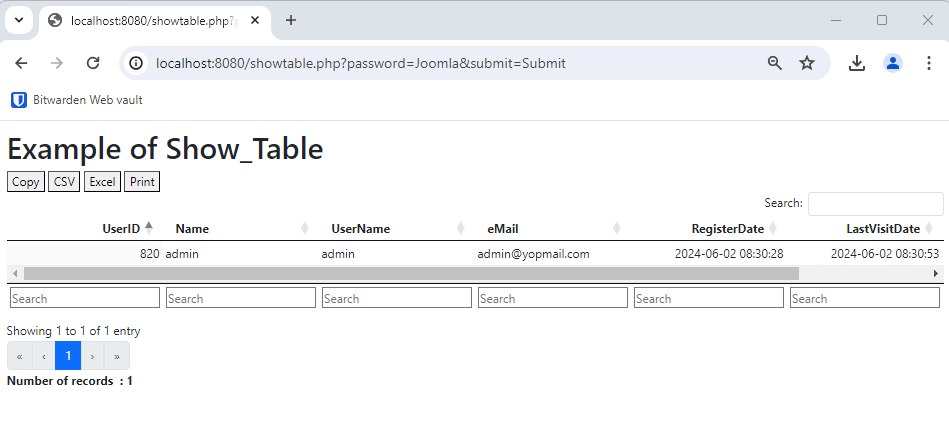 localhost:8080/showtable.php?p
localhost:8080/showtable.php?password=Joomla&submit=Submit
Bitwarden Web vault
Example of Show_Table
Copy CSV Excel Print
Search:
UserID Name UserName eMail RegisterDate LastVisitDate
820 admin admin admin@yopmail.com 2024-06-02 08:30:28 2024-06-02 08:30:53
Search Search Search Search Search Search
Showing 1 to 1 of 1 entry
« ‹ 1 › »
Number of records : 1